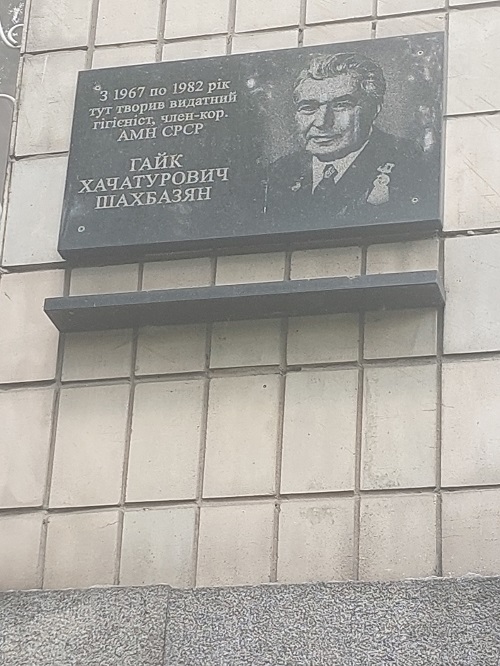 З 1967 по 1982 рік
тут творив видатний
гігієніст, член-кор.
АМН СРСР
ГАЙК
ХАЧАТУРОВИЧ
ШАХБАЗЯН